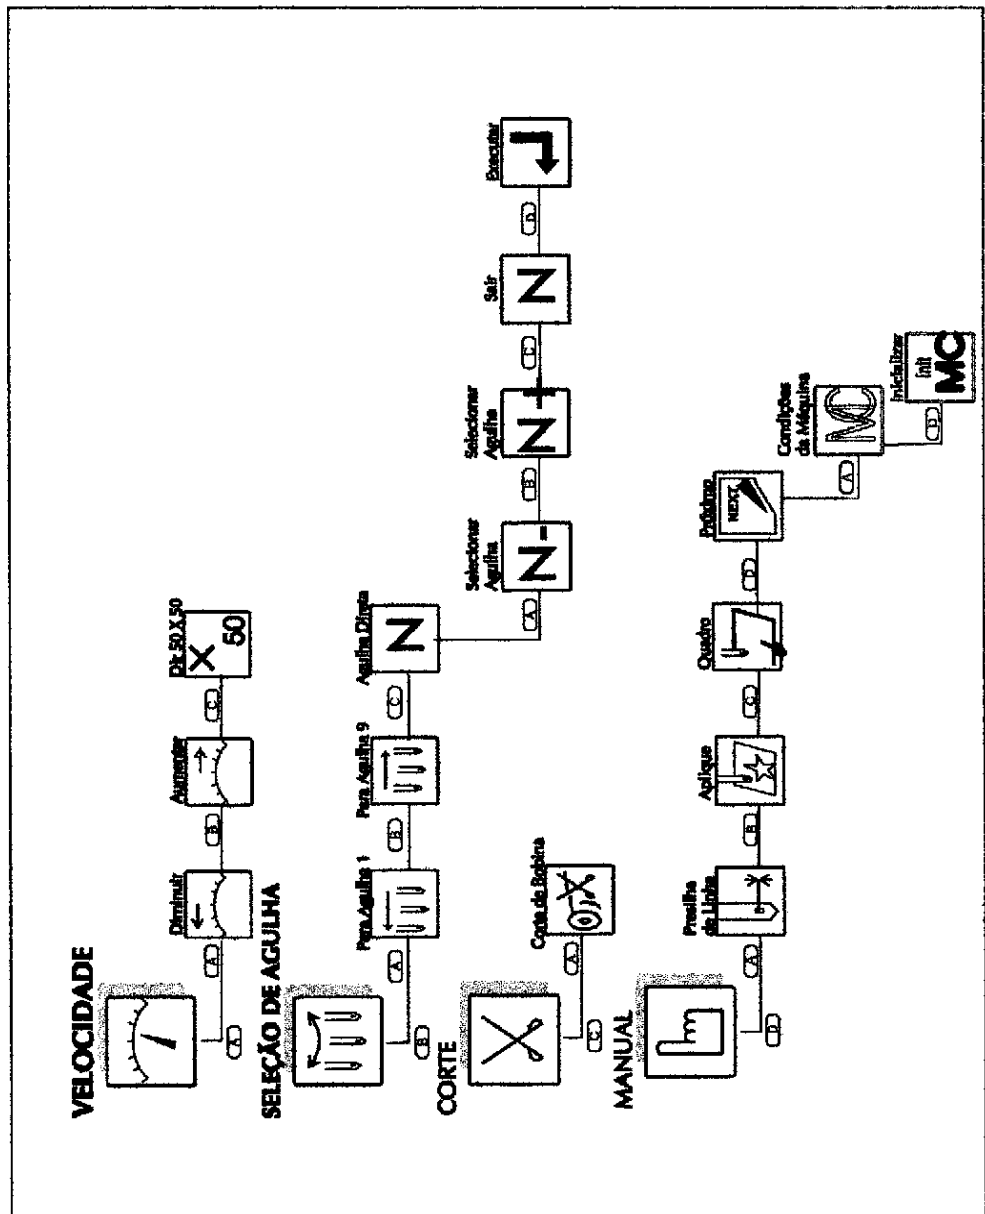 VELOCIDADE
A
A
Diminuir
B
Aumentar
C
De 50 X 50
X
50
SELEÇÃO DE AGULHA
B
A
Para Agulha 1
B
Para Agulha 9
C
Agulha Direta
N
A
Selecionar
Agulha
N-
B
Selecionar
Agulha
N+
C
Sair
N
D
Executar
CORTE
C
A
Corte de Bobina
MANUAL
D
A
Presilha
de Linha
B
Aplique
C
Quadro
D
Próximo
NEXT
A
Condições
da Máquina
MC
D
Inicializar
Init
MC